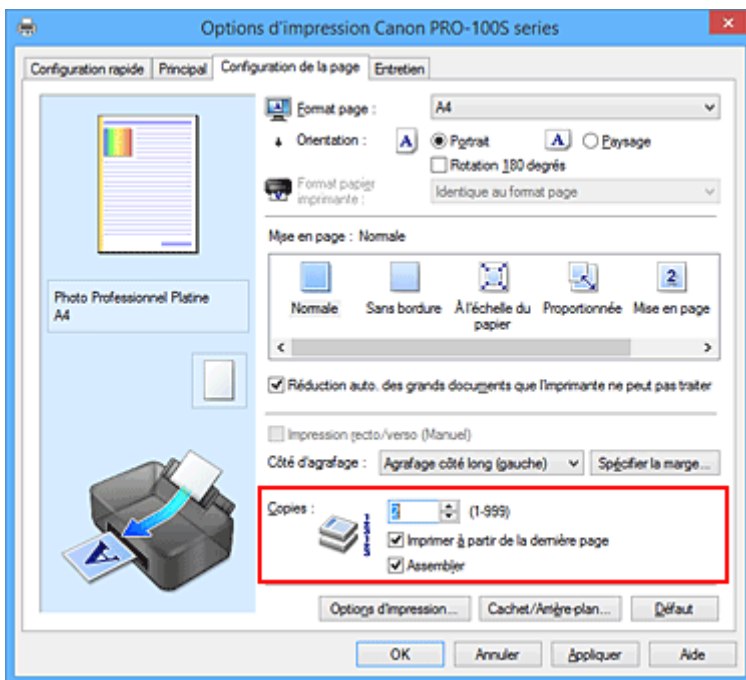 Options d'impression Canon PRO-100S series
Configuration rapide Principal Configuration de la page Entretien
Format page : A4
Orientation : A Portrait A Paysage
Rotation 180 degrés
Format papier imprimante : Identique au format page
Mise en page : Normale
Normale Sans bordure À l'échelle du papier Proportionnée Mise en page
Photo Professionnel Platine
A4
Réduction auto. des grands documents que l'imprimante ne peut pas traiter
Impression recto/verso (Manuel)
Côté d'agrafage : Agrafage côté long (gauche) Spécifier la marge...
Copies : 2 (1-999)
Imprimer à partir de la dernière page
Assembler
Options d'impression... Cachet/Arrière-plan... Défaut
OK Annuler Appliquer Aide